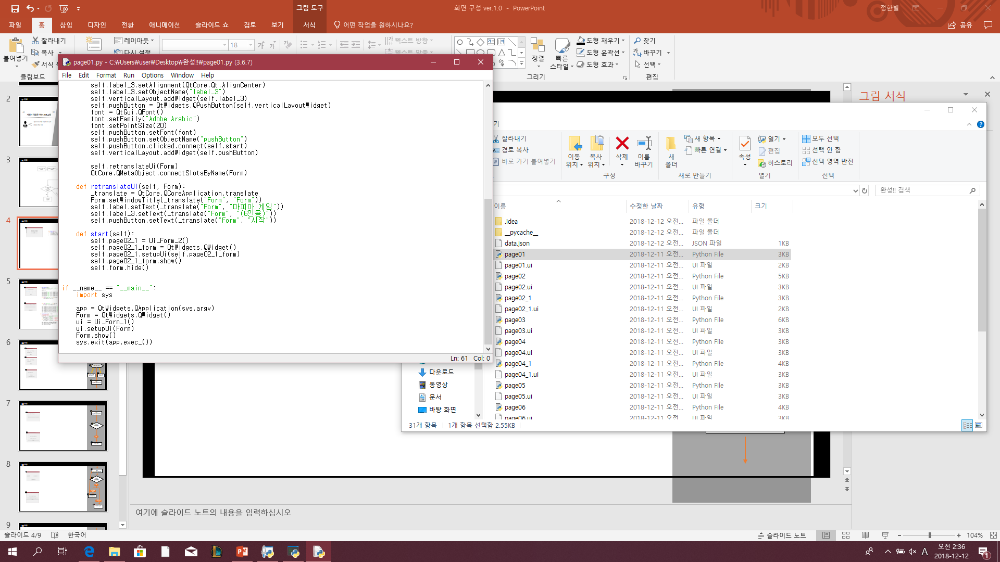 그림 도구
화면 구성 ver.1.0 - PowerPoint
정한별
파일
홈
삽입
디자인
전환
애니메이션
슬라이드 쇼
검토
보기
서식
어떤 작업을 원하시나요?
공유
붙여넣기
잘라내기
복사
서식
클립보드
레이아웃
다시 설정
18
텍스트 방향
텍스트 맞춤
정렬
빠른
스타일
도형 채우기
도형 윤곽선
도형 효과
그리기
찾기
바꾸기
선택
편집
page01.py - C:₩Users₩user₩Desktop₩완성!!₩page01.py (3.6.7)
File Edit Format Run Options Window Help
self.label_3.setAlignment(QtCore.Qt.AlignCenter)
self.label_3.setObjectName("label_3")
self.verticalLayout.addWidget(self.label_3)
self.pushButton = QtWidgets.QPushButton(self.verticalLayoutWidget)
font = QtGui.QFont()
font.setFamily("Adobe Arabic")
font.setPointSize(20)
self.pushButton.setFont(font)
self.pushButton.setObjectName("pushButton")
self.pushButton.clicked.connect(self.start)
self.verticalLayout.addWidget(self.pushButton)
self.retranslateUi(Form)
QtCore.QMetaObject.connectSlotsByName(Form)
def retranslateUi(self, Form):
_translate = QtCore.QCoreApplication.translate
Form.setWindowTitle(_translate("Form", "Form"))
self.label.setText(_translate("Form", "마피아 게임"))
self.label_3.setText(_translate("Form", "(6인용)"))
self.pushButton.setText(_translate("Form", "시작"))
def start(self):
self.page02_1 = Ui_Form_2()
self.page02_1_form = QtWidgets.QWidget()
self.page02_1.setupUi(self.page02_1_form)
self.page02_1_form.show()
self.form.hide()
if __name__ == "__main__":
import sys
app = QtWidgets.QApplication(sys.argv)
Form = QtWidgets.QWidget()
ui = Ui_Form_1()
ui.setupUi(Form)
Form.show()
sys.exit(app.exec_())
Ln: 61 Col: 0
그림 서식
기
잘라내기
경로 복사
바로 가기 붙여넣기
이동
위치
복사
위치
삭제
이름
바꾸기
구성
새
폴더
새 항목
빠른 연결
새로 만들기
속성
열기
편집
히스토리
열기
모두 선택
선택 안 함
선택 영역 반전
선택
완성!! 검색
이름 수정한 날짜 유형 크기
.idea 2018-12-12 오전... 파일 폴더
__pycache__ 2018-12-12 오전... 파일 폴더
data.json 2018-12-12 오전... JSON 파일 1KB
page01 2018-12-11 오전... Python File 3KB
page01.ui 2018-12-11 오전... UI 파일 2KB
page02 2018-12-11 오전... Python File 5KB
page02.ui 2018-12-11 오전... UI 파일 3KB
page02_1 2018-12-11 오전... Python File 3KB
page02_1.ui 2018-12-11 오전... UI 파일 2KB
page03 2018-12-11 오전... Python File 6KB
page03.ui 2018-12-11 오전... UI 파일 3KB
page04 2018-12-11 오전... Python File 3KB
page04.ui 2018-12-11 오전... UI 파일 3KB
page04_1 2018-12-11 오전... Python File 4KB
page04_1.ui 2018-12-11 오전... UI 파일 3KB
page05 2018-12-11 오전... Python File 3KB
page05.ui 2018-12-11 오전... UI 파일 3KB
page06 2018-12-11 오전... Python File 4KB
page06.ui 2018-12-11 오전 UI 파일 3KB
다운로드
동영상
문서
바탕 화면
31개 항목 1개 항목 선택함 2.55KB
2
3
4
5
6
7
8
9
여기에 슬라이드 노트의 내용을 입력하십시오
슬라이드 4/9 한국어
슬라이드 노트
104%
A
오전 2:36
2018-12-12
1